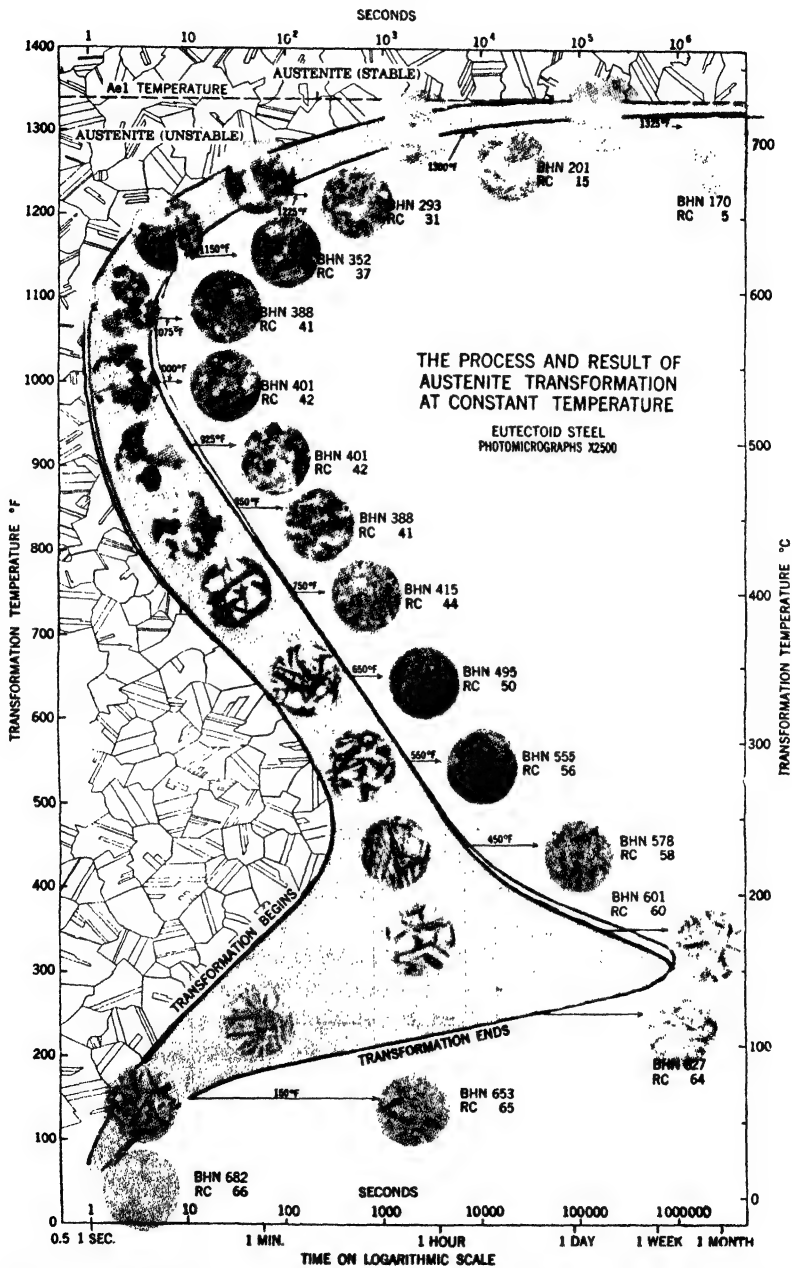 SECONDS
1 10 10² 10³ 10⁴ 10⁵ 10⁶
1400
1300
1200
1100
1000
900
800
700
600
500
400
300
200
100
0
TRANSFORMATION TEMPERATURE °F
AUSTENITE (STABLE)
Ae1 TEMPERATURE
AUSTENITE (UNSTABLE)
1325°F
1300°F
BHN 201
RC 15
BHN 170
RC 5
1225°F
BHN 293
RC 31
1150°F
BHN 352
RC 37
1075°F
BHN 388
RC 41
THE PROCESS AND RESULT OF
AUSTENITE TRANSFORMATION
AT CONSTANT TEMPERATURE
EUTECTOID STEEL
PHOTOMICROGRAPHS X2500
000°F
BHN 401
RC 42
925°F
BHN 401
RC 42
850°F
BHN 388
RC 41
750°F
BHN 415
RC 44
650°F
BHN 495
RC 50
550°F
BHN 555
RC 56
450°F
BHN 578
RC 58
BHN 601
RC 60
TRANSFORMATION BEGINS
TRANSFORMATION ENDS
BHN 627
RC 64
150°F
BHN 653
RC 65
BHN 682
RC 66
700
600
500
400
300
200
100
0
TRANSFORMATION TEMPERATURE °C
SECONDS
1 10 100 1000 10000 100000 1000000
0.5 1 SEC. 1 MIN. 1 HOUR 1 DAY 1 WEEK 1 MONTH
TIME ON LOGARITHMIC SCALE